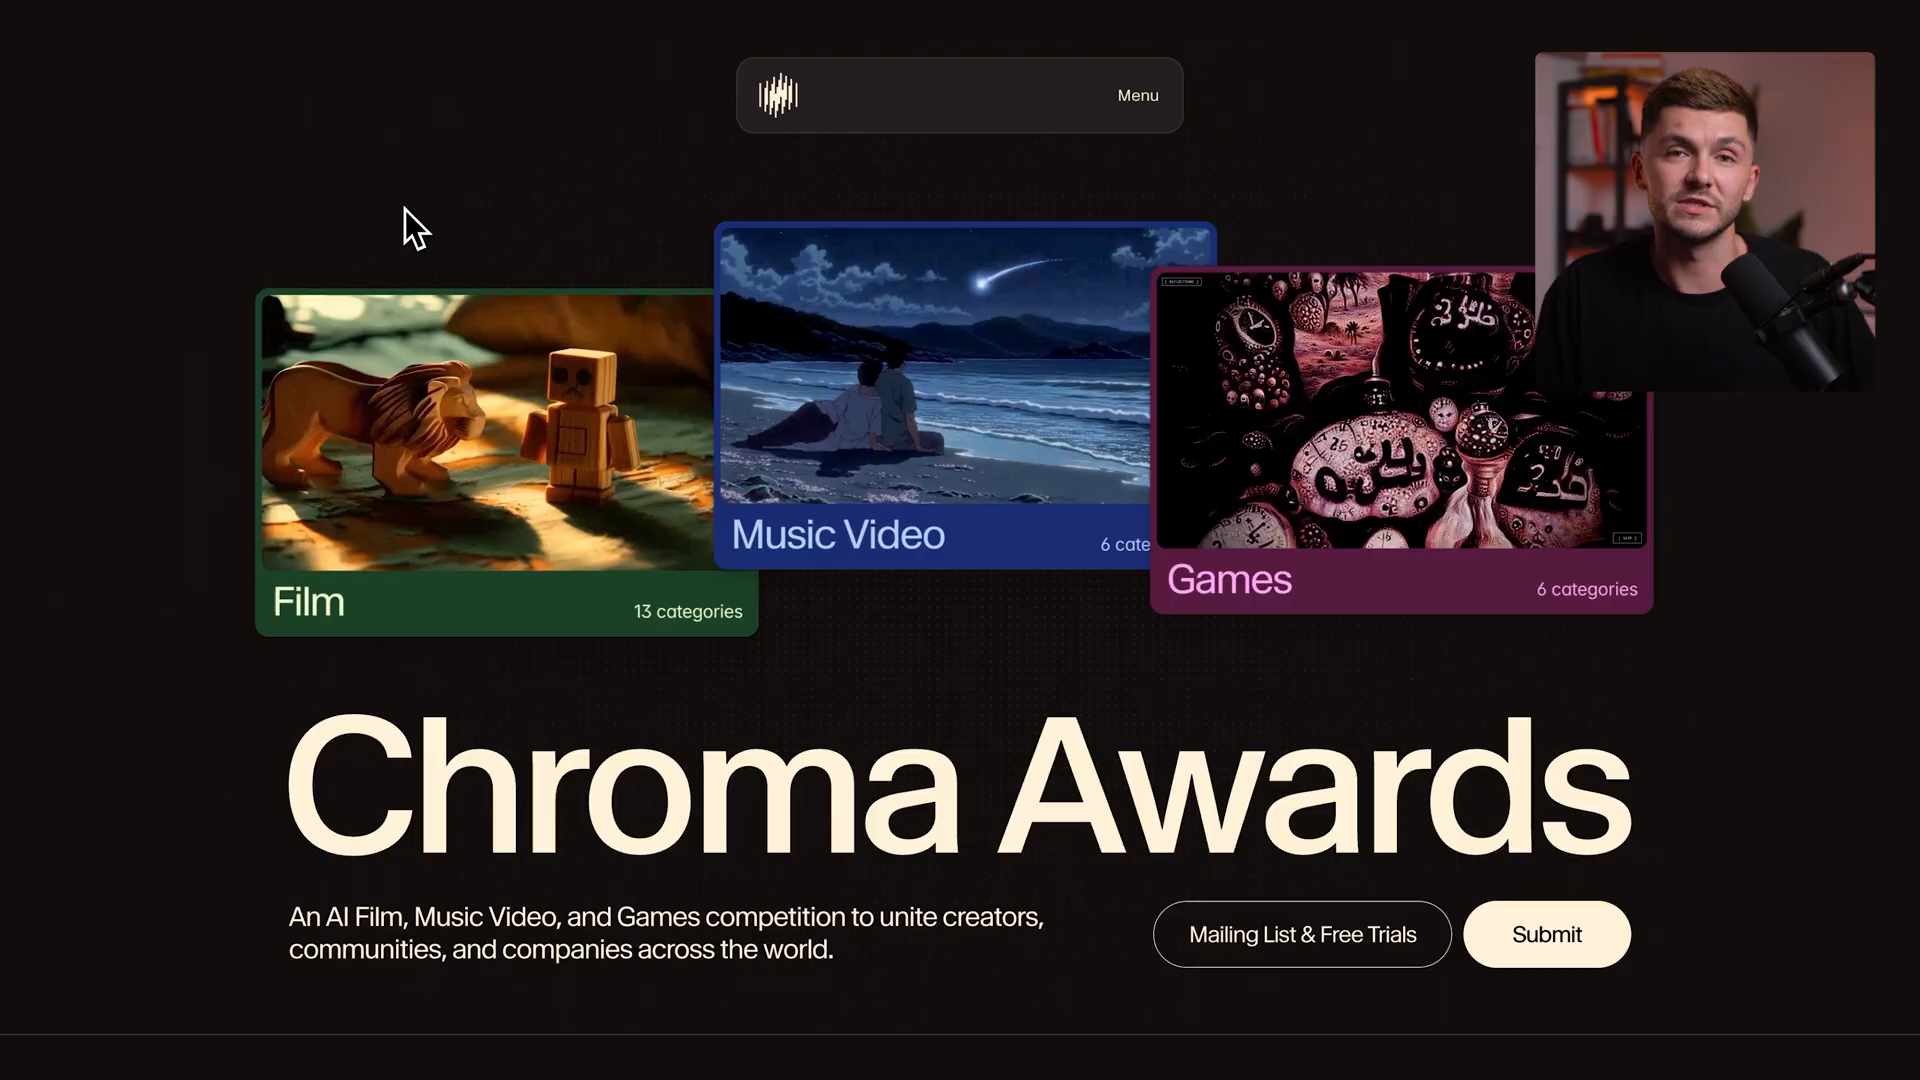 Menu
Music Video
6 cate
Games
6 categories
Film
13 categories
Chroma Awards
An AI Film, Music Video, and Games competition to unite creators,
communities, and companies across the world.
Mailing List & Free Trials
Submit